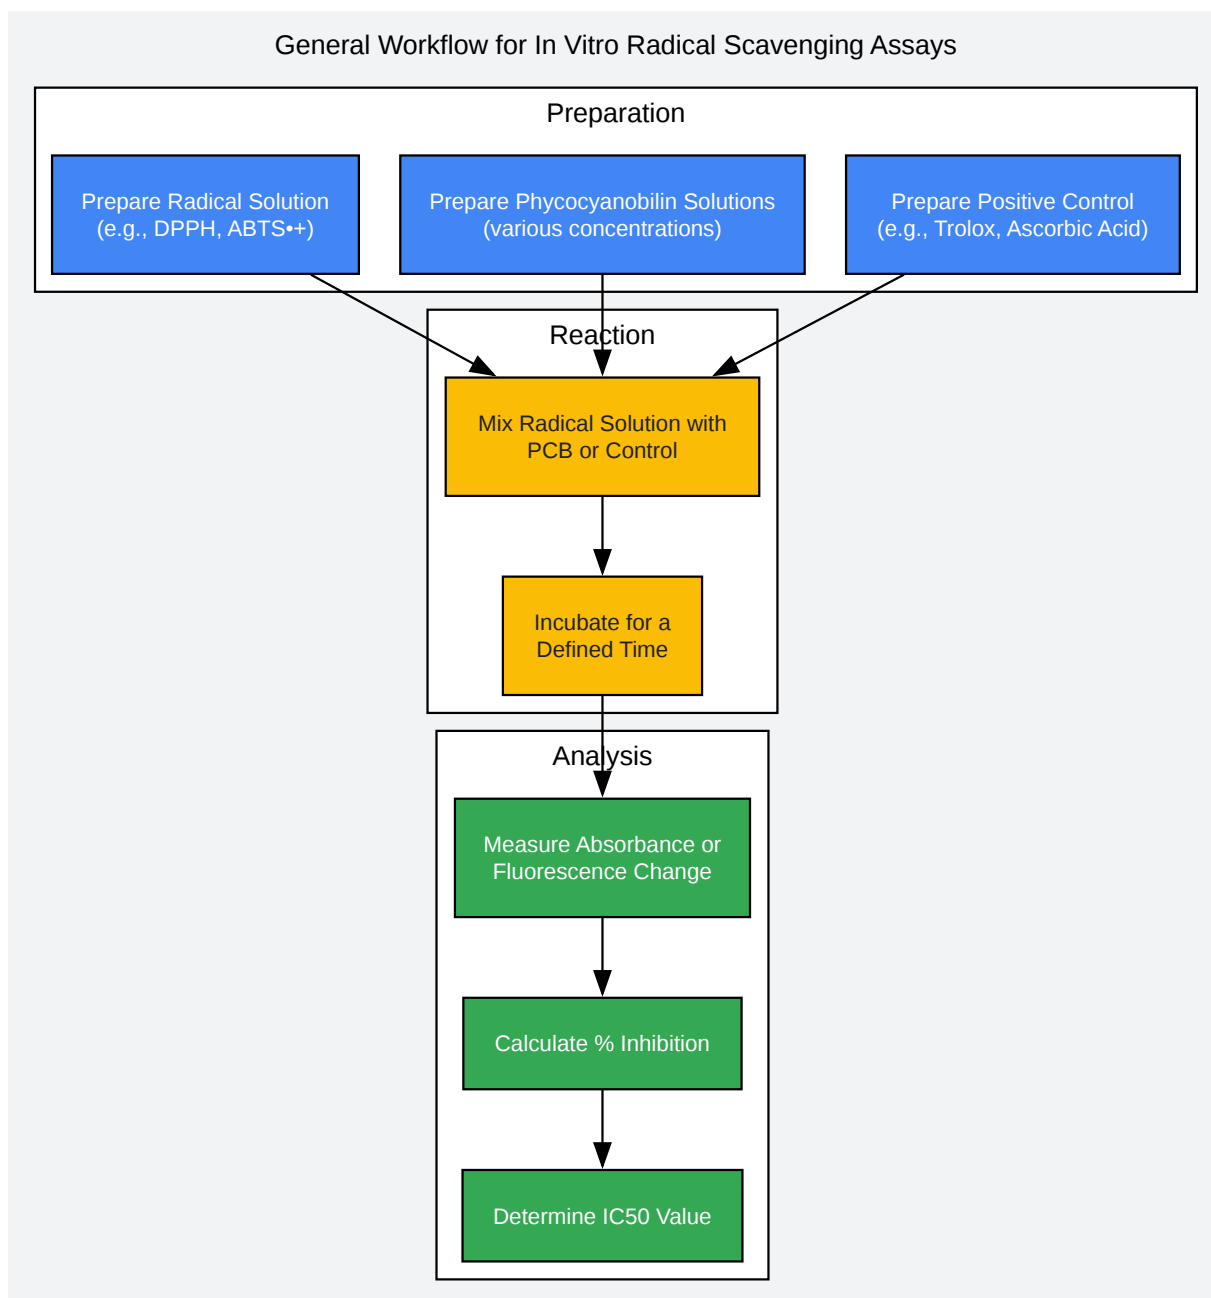 General Workflow for In Vitro Radical Scavenging Assays
Preparation
Prepare Radical Solution
(e.g., DPPH, ABTS•+)
Prepare Phycocyanobilin Solutions
(various concentrations)
Prepare Positive Control
(e.g., Trolox, Ascorbic Acid)
Reaction
Mix Radical Solution with
PCB or Control
Incubate for a
Defined Time
Analysis
Measure Absorbance or
Fluorescence Change
Calculate % Inhibition
Determine IC50 Value